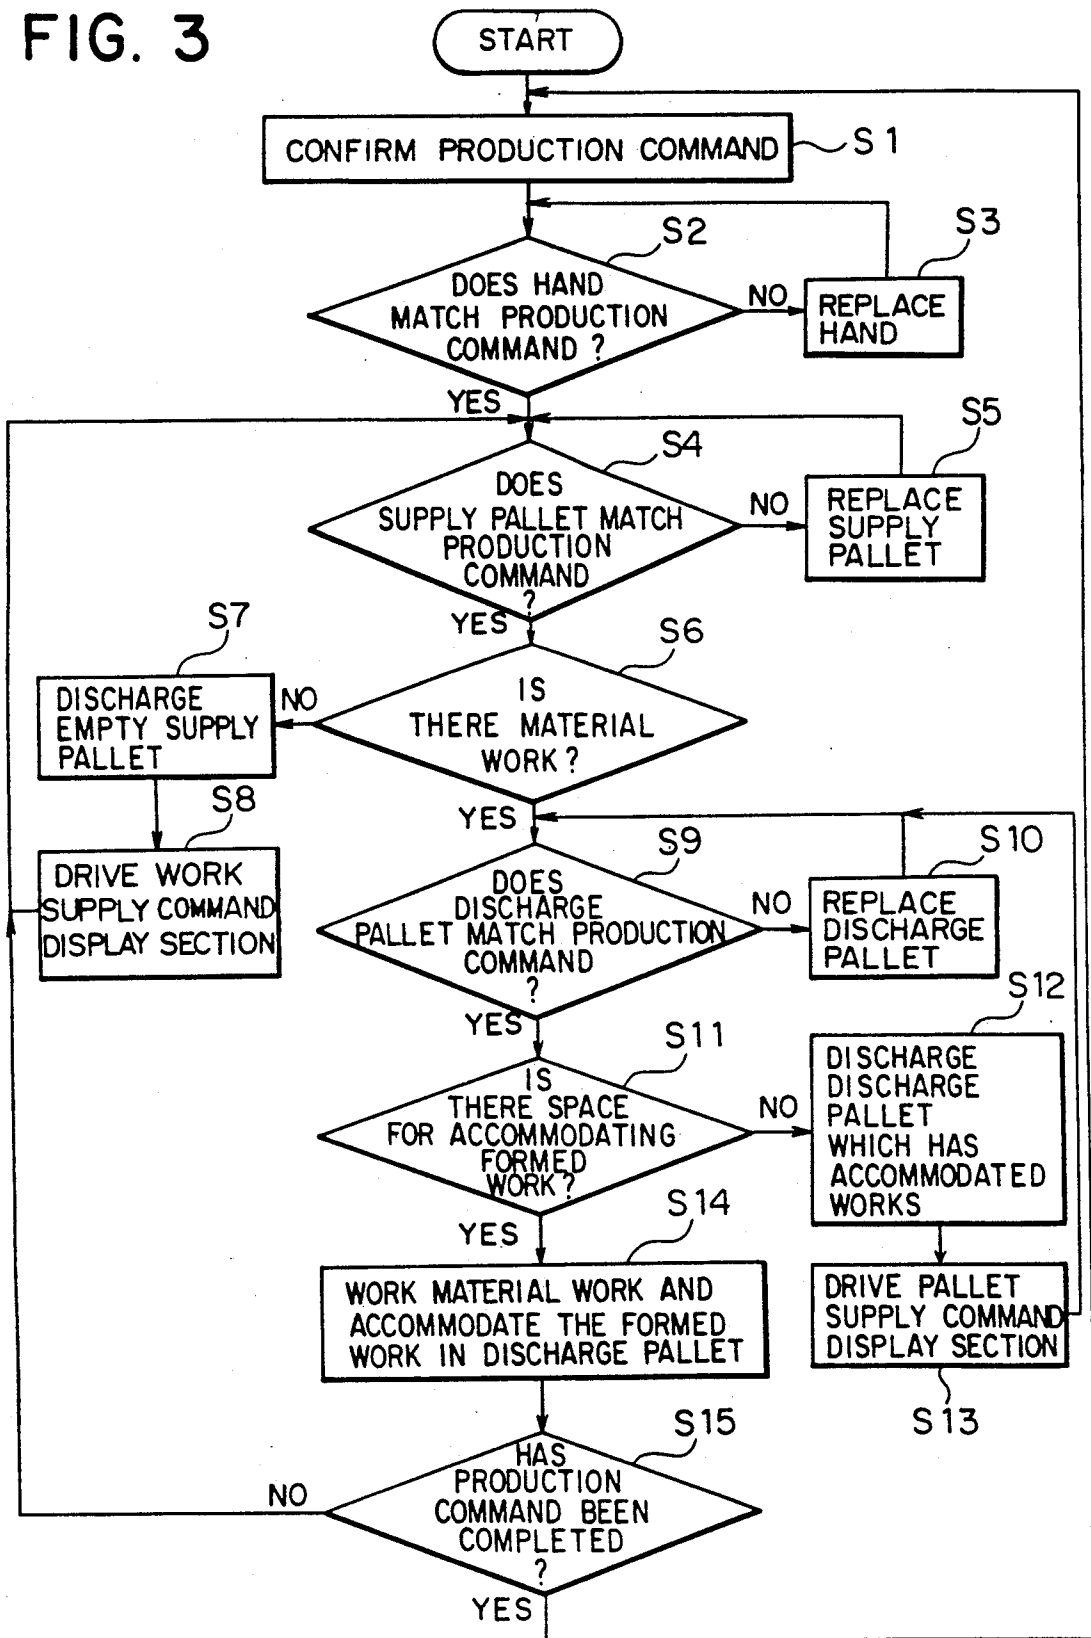 FIG. 3
START
CONFIRM PRODUCTION COMMAND
S1
S2
DOES HAND
MATCH PRODUCTION
COMMAND ?
NO
S3
REPLACE
HAND
YES
S4
DOES
SUPPLY PALLET MATCH
PRODUCTION
COMMAND
?
NO
S5
REPLACE
SUPPLY
PALLET
YES
S6
IS
THERE MATERIAL
WORK ?
NO
S7
DISCHARGE
EMPTY SUPPLY
PALLET
S8
DRIVE WORK
SUPPLY COMMAND
DISPLAY SECTION
YES
S9
DOES
DISCHARGE
PALLET MATCH PRODUCTION
COMMAND
?
NO
S10
REPLACE
DISCHARGE
PALLET
YES
S11
IS
THERE SPACE
FOR ACCOMMODATING
FORMED
WORK ?
NO
S12
DISCHARGE
DISCHARGE
PALLET
WHICH HAS
ACCOMMODATED
WORKS
DRIVE PALLET
SUPPLY COMMAND
DISPLAY SECTION
S13
YES
S14
WORK MATERIAL WORK AND
ACCOMMODATE THE FORMED
WORK IN DISCHARGE PALLET
S15
HAS
PRODUCTION
COMMAND BEEN
COMPLETED
?
NO
YES